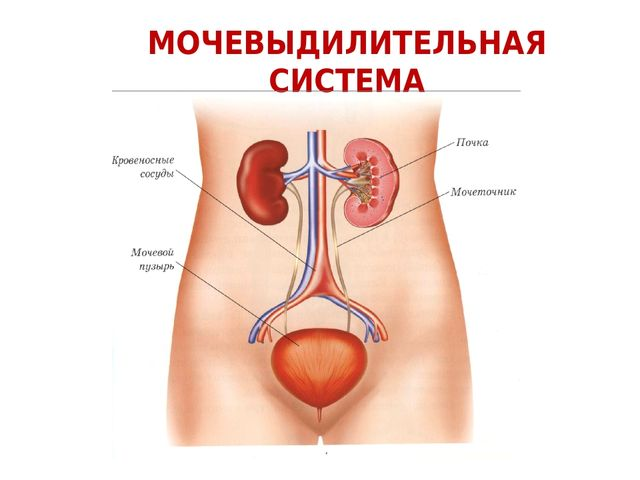 МОЧЕВЫДИЛИТЕЛЬНАЯ
СИСТЕМА
Почка
Кровеносные
сосуды
Мочеточник
Мочевой
пузырь